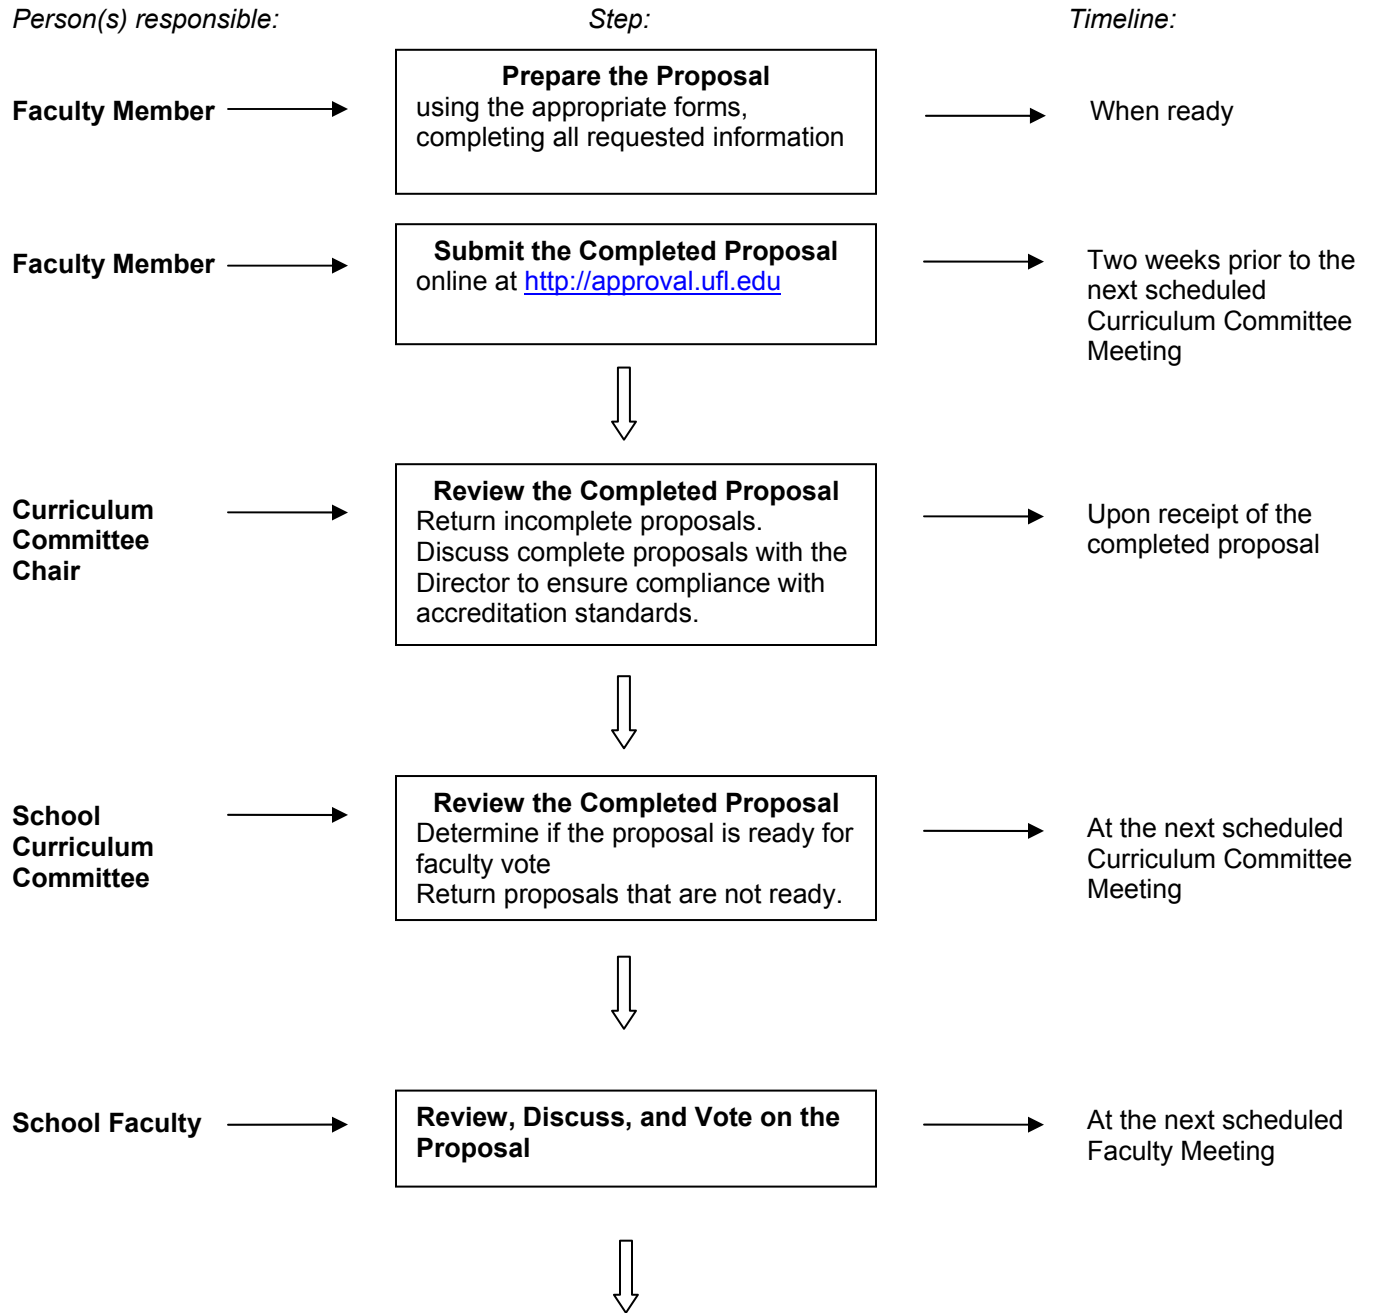 Person(s) responsible: Step: Timeline:
Prepare the Proposal
Faculty Member
using the appropriate forms,
completing all requested information
When ready
Faculty Member
Submit the Completed Proposal
online at http://approval.ufl.edu
Two weeks prior to the
next scheduled
Curriculum Committee
Meeting
Curriculum
Committee
Chair
Review the Completed Proposal
Return incomplete proposals.
Discuss complete proposals with the
Director to ensure compliance with
accreditation standards.
Upon receipt of the
completed proposal
School
Curriculum
Committee
Review the Completed Proposal
Determine if the proposal is ready for
faculty vote
Return proposals that are not ready.
At the next scheduled
Curriculum Committee
Meeting
School Faculty
Review, Discuss, and Vote on the
Proposal
At the next scheduled
Faculty Meeting